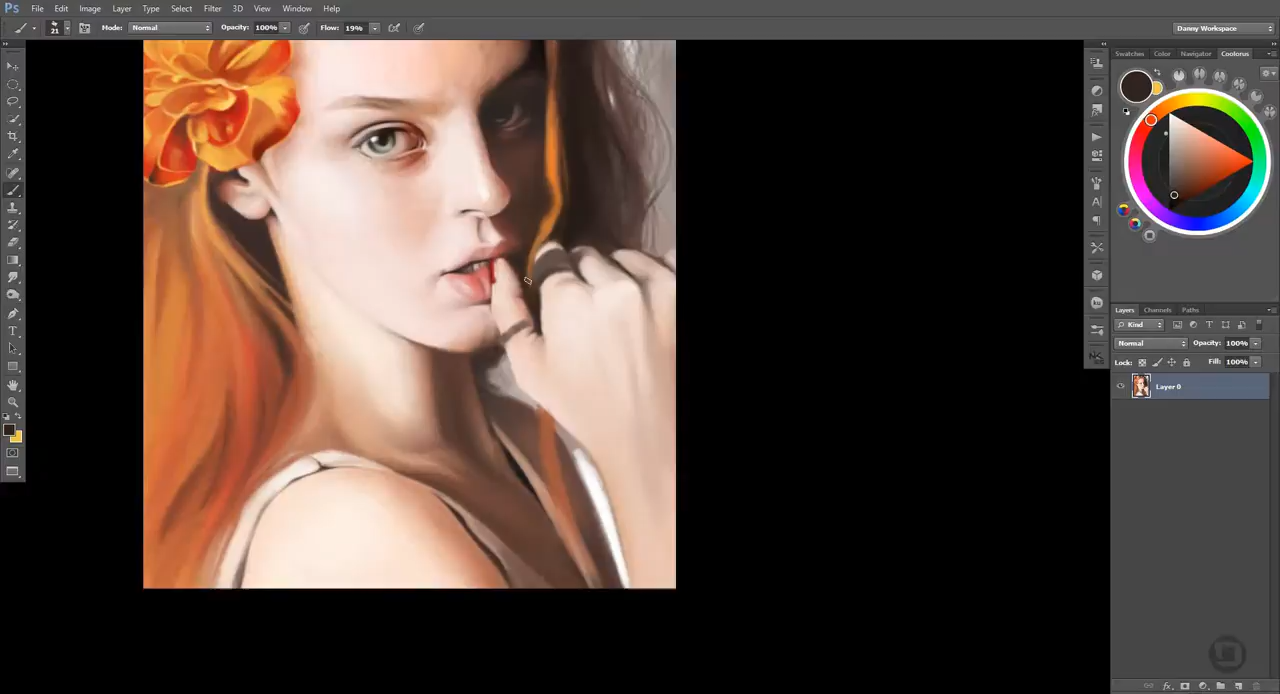 Ps File Edit Image Layer Type Select Filter 3D View Window Help
21 Mode: Normal Opacity: 100% Flow: 19% Danny Workspace
Swatches Color Navigator Coolorus
Layers Channels Paths
Kind
Normal Opacity: 100%
Lock: Fill: 100%
Layer 0